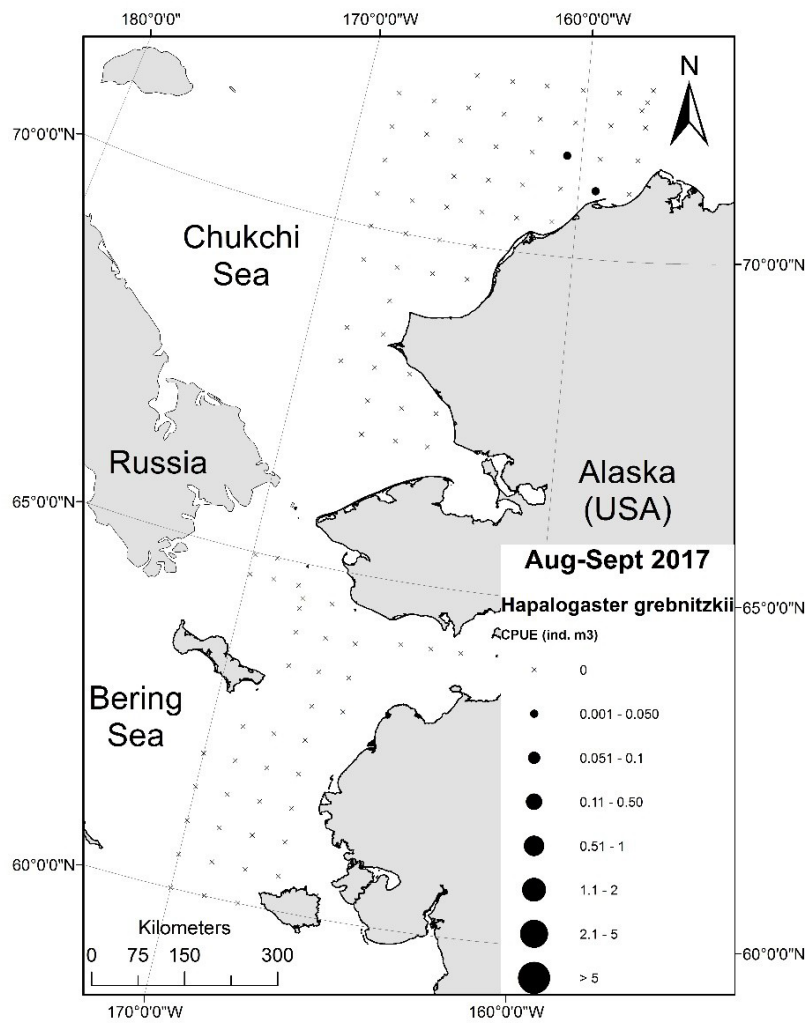 180°0'0"
170°0'0"W
160°0'0"W
N
70°0'0"N
Chukchi
Sea
70°0'0"N
Russia
Alaska
(USA)
65°0'0"N
Aug-Sept 2017
Hapalogaster grebnitzkii
CPUE (ind. m3)
65°0'0"N
0
Bering
Sea
0.001 - 0.050
0.051 - 0.1
0.11 - 0.50
0.51 - 1
60°0'0"N
1.1 - 2
Kilometers
2.1 - 5
0 75 150 300
60°0'0"N
> 5
170°0'0"W
160°0'0"W